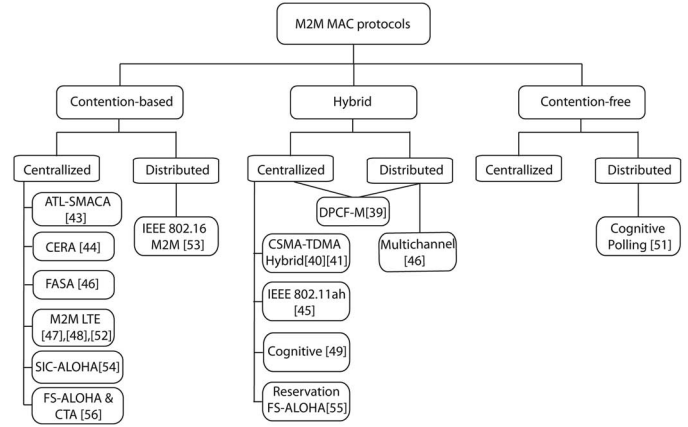 M2M MAC protocols
Contention-based
Hybrid
Contention-free
Centrallized
Distributed
Centrallized
Distributed
Centrallized
Distributed
ATL-SMACA
[43]
CERA [44]
FASA [46]
M2M LTE
[47],[48],[52]
SIC-ALOHA[54]
FS-ALOHA &
CTA [56]
IEEE 802.16
M2M [53]
DPCF-M[39]
CSMA-TDMA
Hybrid[40][41]
IEEE 802.11ah
[45]
Cognitive [49]
Reservation
FS-ALOHA[55]
Multichannel
[46]
Cognitive
Polling [51]